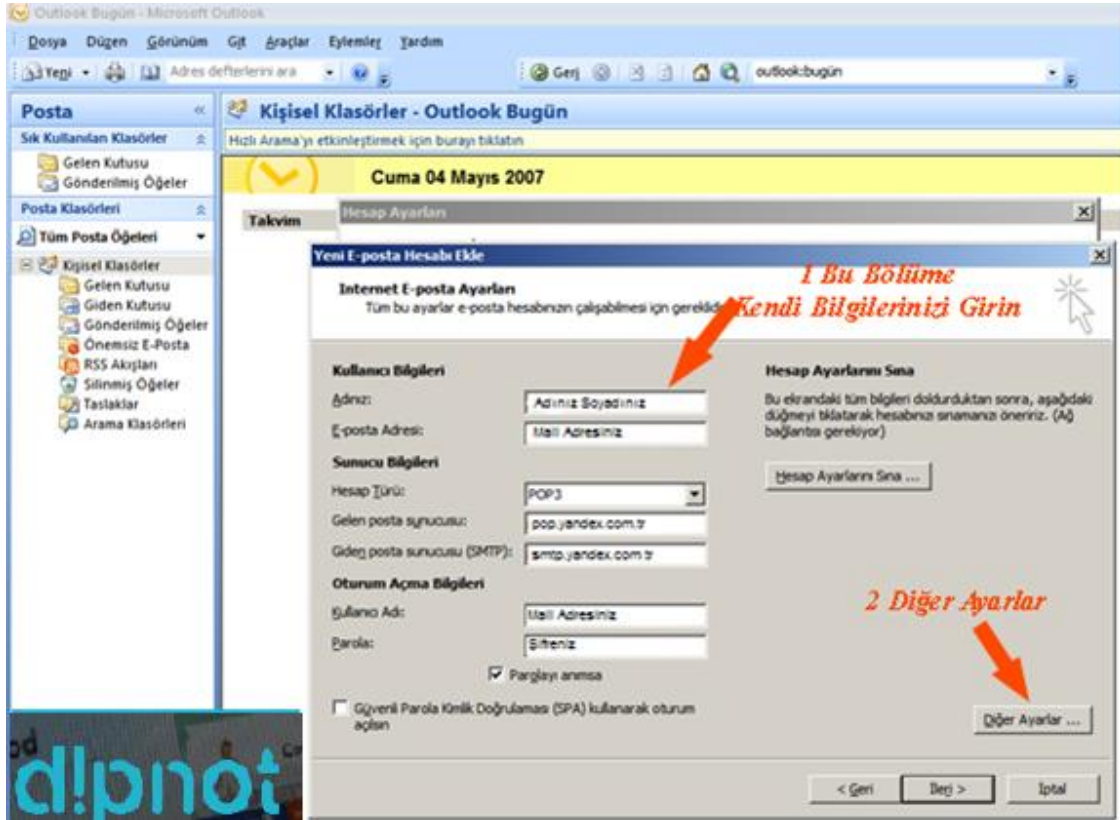 Outlook Bugün - Microsoft Outlook
Dosya Düzen Görünüm Git Araçlar Eylemler Yardım
Yeni Adres defterlerini ara Geri outlook:bugün
Posta
Kişisel Klasörler - Outlook Bugün
Sık Kullanılan Klasörler
Hızlı Arama'yı etkinleştirmek için burayı tıklatın
Gelen Kutusu
Gönderilmiş Öğeler
Cuma 04 Mayıs 2007
Posta Klasörleri
Takvim
Hesap Ayarları
Tüm Posta Öğeleri
Kişisel Klasörler
Gelen Kutusu
Giden Kutusu
Gönderilmiş Öğeler
Önemsiz E-Posta
RSS Akışları
Silinmiş Öğeler
Taslaklar
Arama Klasörleri
Yeni E-posta Hesabı Ekle
1 Bu Bölüme
Kendi Bilgilerinizi Girin
Internet E-posta Ayarları
Tüm bu ayarlar e-posta hesabınızın çalışabilmesi için
Kullanıcı Bilgileri
Adınız: Adınız Soyadınız
E-posta Adresi: Mail Adresiniz
Sunucu Bilgileri
Hesap Türü: POP3
Gelen posta sunucusu: pop.yandex.com.tr
Giden posta sunucusu (SMTP): smtp.yandex.com.tr
Oturum Açma Bilgileri
Kullanıcı Adı: Mail Adresiniz
Parola: Şifreniz
Parolayı anımsa
Güvenli Parola Kimlik Doğrulaması (SPA) kullanarak oturum
açılsın
Hesap Ayarlarını Sına
Bu ekrandaki tüm bilgileri doldurduktan sonra, aşağıdaki
düğmeyi tıklatarak hesabınızı sınamanızı öneririz. (Ağ
bağlantısı gerekiyor)
Hesap Ayarlarını Sına ...
2 Diğer Ayarlar
Diğer Ayarlar ...
< Geri İleri > İptal
d!pnot